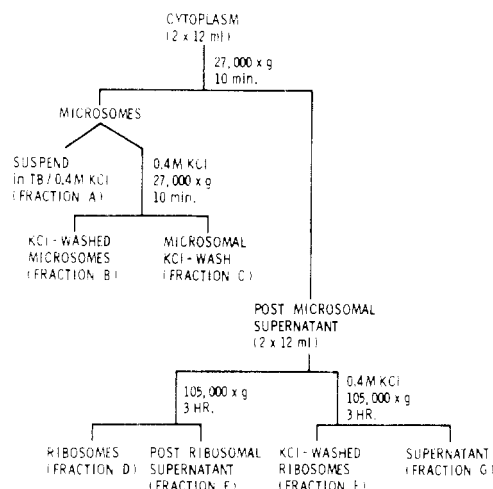 CYTOPLASM
(2 x 12 ml)
27,000 x g
10 min.
MICROSOMES
SUSPEND
in TB/0.4M KCl
(FRACTION A)
0.4M KCl
27,000 x g
10 min.
KCl-WASHED
MICROSOMES
(FRACTION B)
MICROSOMAL
KCl-WASH
(FRACTION C)
POST MICROSOMAL
SUPERNATANT
(2 x 12 ml)
105,000 x g
3 HR.
0.4M KCl
105,000 x g
3 HR.
RIBOSOMES
(FRACTION D)
POST RIBOSOMAL
SUPERNATANT
(FRACTION E)
KCl-WASHED
RIBOSOMES
(FRACTION F)
SUPERNATANT
(FRACTION G)